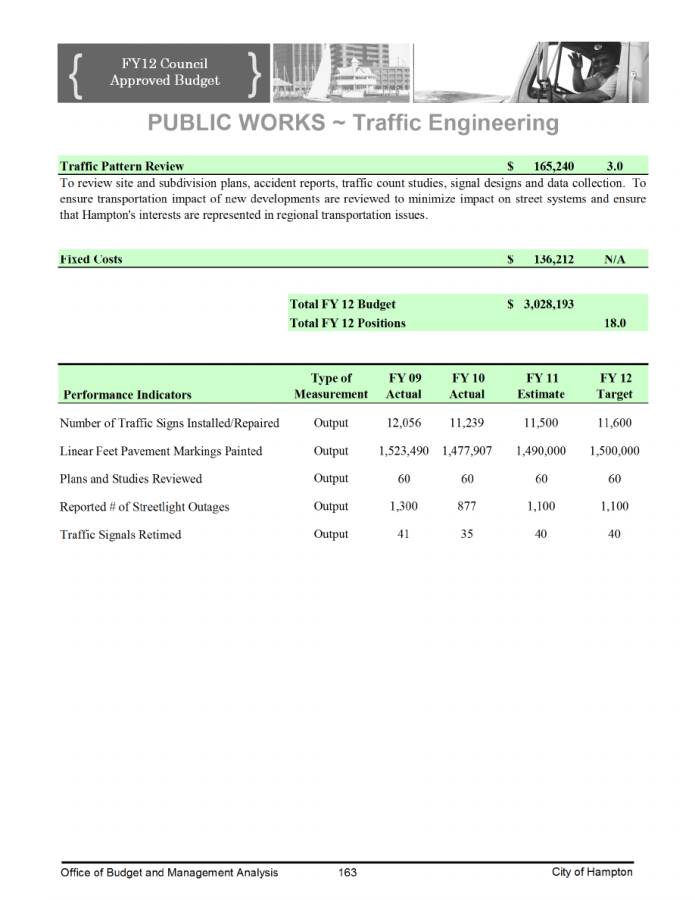 FY12 Council
Approved Budget
PUBLIC WORKS ~ Traffic Engineering
Traffic Pattern Review $ 165,240 3.0
To review site and subdivision plans, accident reports, traffic count studies, signal designs and data collection. To
ensure transportation impact of new developments are reviewed to minimize impact on street systems and ensure
that Hampton's interests are represented in regional transportation issues.
Fixed Costs $ 136,212 N/A
Total FY 12 Budget $ 3,028,193
Total FY 12 Positions 18.0
Type of FY 09 FY 10 FY 11 FY 12
Performance Indicators Measurement Actual Actual Estimate Target
Number of Traffic Signs Installed/Repaired Output 12,056 11,239 11,500 11,600
Linear Feet Pavement Markings Painted Output 1,523,490 1,477,907 1,490,000 1,500,000
Plans and Studies Reviewed Output 60 60 60 60
Reported # of Streetlight Outages Output 1,300 877 1,100 1,100
Traffic Signals Retimed Output 41 35 40 40
Office of Budget and Management Analysis 163 City of Hampton